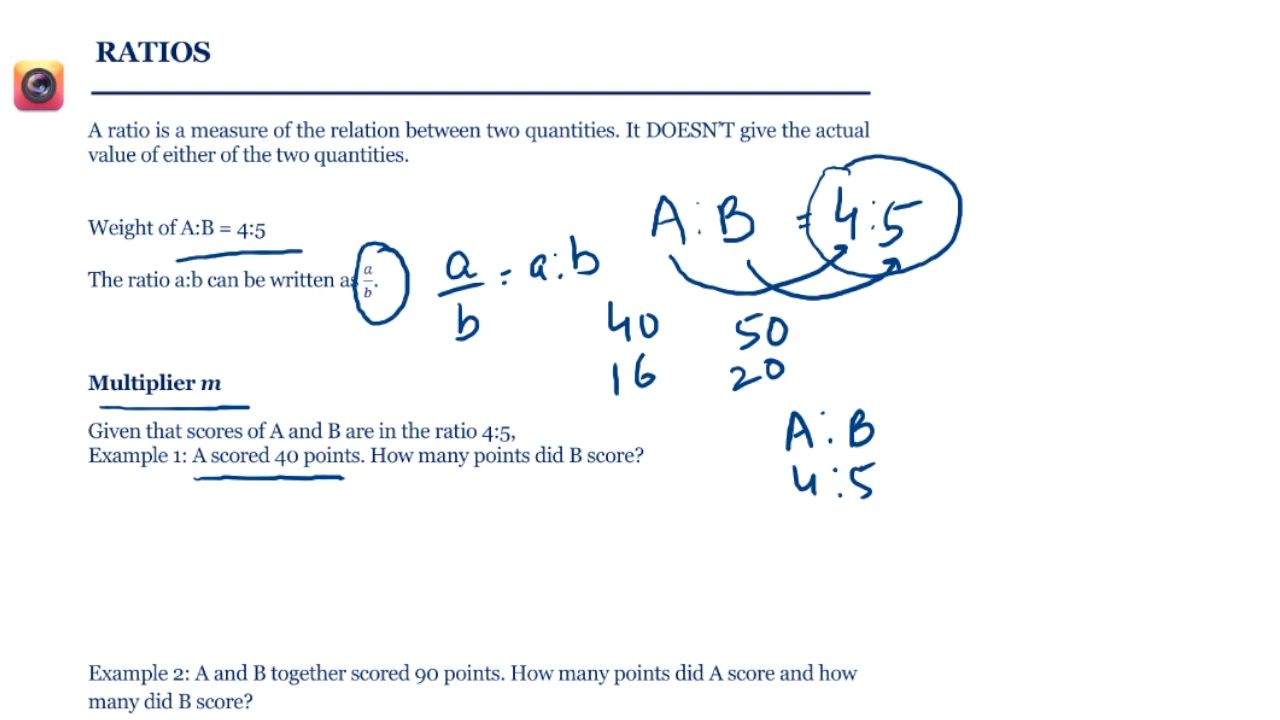 RATIOS
A ratio is a measure of the relation between two quantities. It DOESN'T give the actual
value of either of the two quantities.
A:B = 4:5
Weight of A:B = 4:5
The ratio a:b can be written as a/b.
a/b = a:b
40 50
16 20
Multiplier m
A:B
4:5
Given that scores of A and B are in the ratio 4:5,
Example 1: A scored 40 points. How many points did B score?
Example 2: A and B together scored 90 points. How many points did A score and how
many did B score?